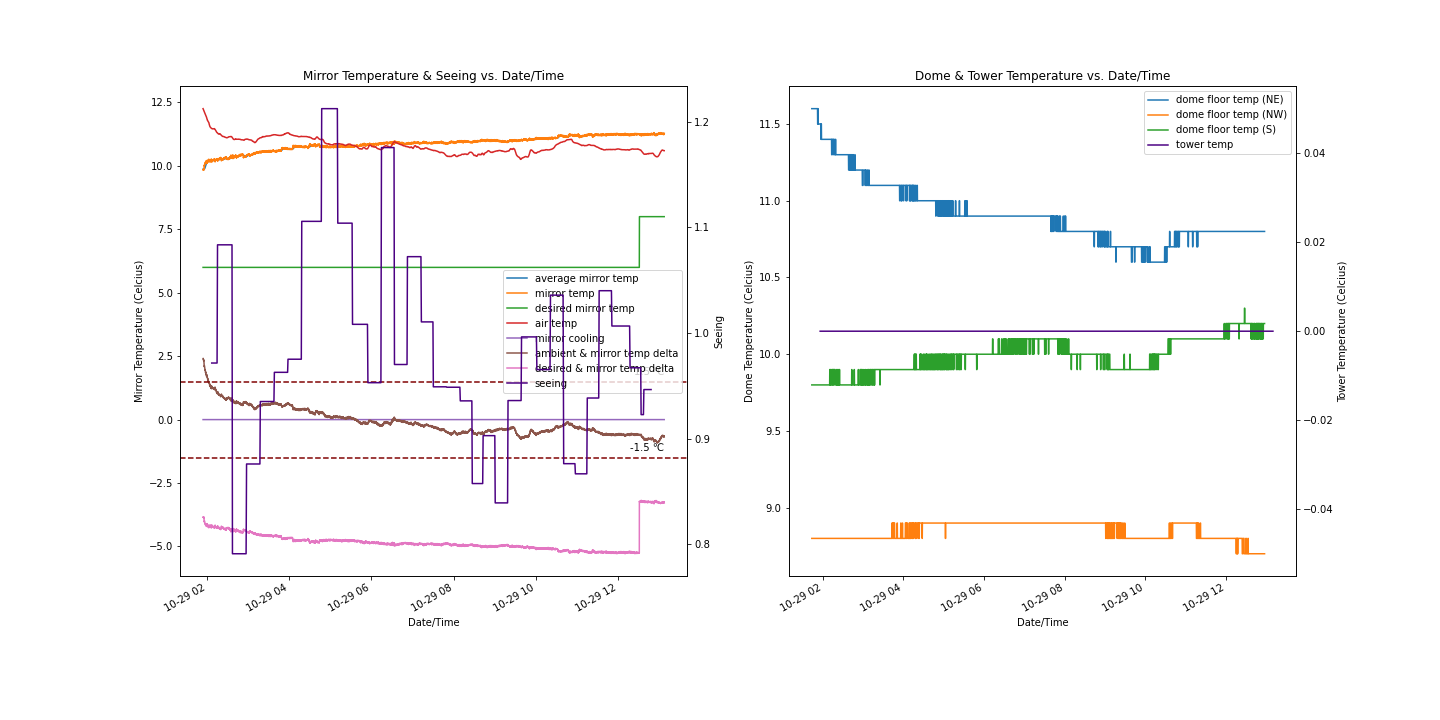 Mirror Temperature & Seeing vs. Date/Time
12.5
10.0
7.5
5.0
2.5
0.0
−2.5
−5.0
Mirror Temperature (Celcius)
1.2
1.1
1.0
0.9
0.8
Seeing
average mirror temp
mirror temp
desired mirror temp
air temp
mirror cooling
ambient & mirror temp delta
desired & mirror temp delta
seeing
-1.5 °C
10-29 02
10-29 04
10-29 06
10-29 08
10-29 10
10-29 12
Date/Time
Dome & Tower Temperature vs. Date/Time
11.5
11.0
10.5
10.0
9.5
9.0
Dome Temperature (Celcius)
dome floor temp (NE)
dome floor temp (NW)
dome floor temp (S)
tower temp
0.04
0.02
0.00
−0.02
−0.04
Tower Temperature (Celcius)
10-29 02
10-29 04
10-29 06
10-29 08
10-29 10
10-29 12
Date/Time